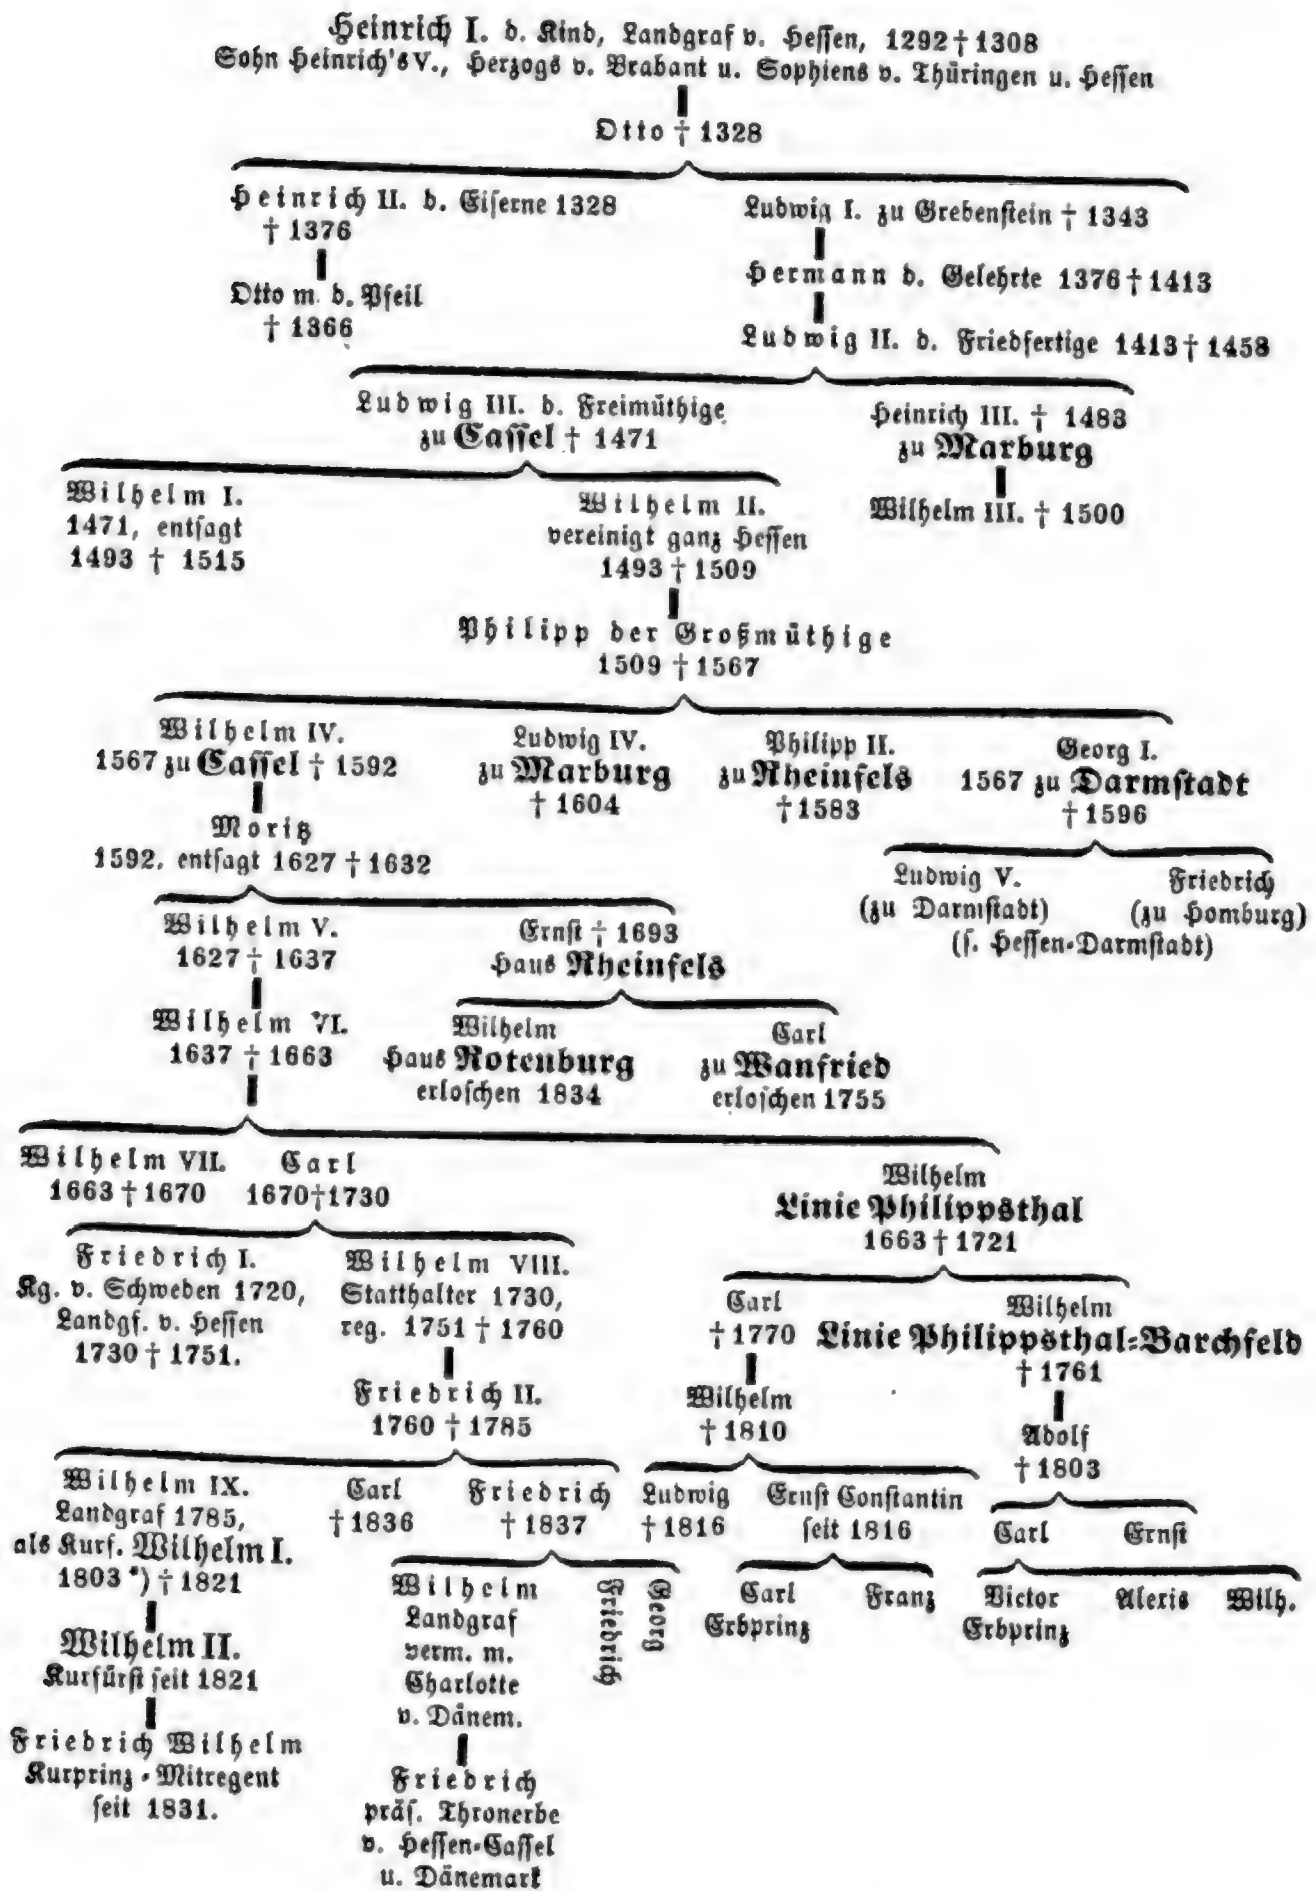 Heinrich I. d. Kind, Landgraf v. Hessen, 1292 † 1308
Sohn Heinrich's V., Herzogs v. Brabant u. Sophiens v. Thüringen u. Hessen
Otto † 1328
Heinrich II. d. Eiserne 1328
† 1376
Otto m. d. Pfeil
† 1366
Ludwig I. zu Grebenstein † 1343
Hermann d. Gelehrte 1376 † 1413
Ludwig II. d. Friedfertige 1413 † 1458
Ludwig III. d. Freimüthige
zu Cassel † 1471
Heinrich III. † 1483
zu Marburg
Wilhelm III. † 1500
Wilhelm I.
1471, entsagt
1493 † 1515
Wilhelm II.
vereinigt ganz Hessen
1493 † 1509
Philipp der Großmüthige
1509 † 1567
Wilhelm IV.
1567 zu Cassel † 1592
Ludwig IV.
zu Marburg
† 1604
Philipp II.
zu Rheinfels
† 1583
Georg I.
1567 zu Darmstadt
† 1596
Moritz
1592. entsagt 1627 † 1632
Ludwig V.
(zu Darmstadt)
Friedrich
(zu Homburg)
(s. Hessen-Darmstadt)
Wilhelm V.
1627 † 1637
Ernst † 1693
Haus Rheinfels
Wilhelm VI.
1637 † 1663
Wilhelm
Haus Rotenburg
erloschen 1834
Carl
zu Wanfried
erloschen 1755
Wilhelm VII.
1663 † 1670
Carl
1670 † 1730
Wilhelm
Linie Philippsthal
1663 † 1721
Friedrich I.
Kg. v. Schweden 1720,
Landgf. v. Hessen
1730 † 1751.
Wilhelm VIII.
Statthalter 1730,
reg. 1751 † 1760
Friedrich II.
1760 † 1785
Carl
† 1770
Wilhelm
† 1810
Wilhelm
Linie Philippsthal-Barchfeld
† 1761
Adolf
† 1803
Wilhelm IX.
Landgraf 1785,
als Kurf. Wilhelm I.
1803 *) † 1821
Carl
† 1836
Friedrich
† 1837
Ludwig
† 1816
Ernst Constantin
seit 1816
Carl
Ernst
Wilhelm II.
Kurfürst seit 1821
Friedrich Wilhelm
Kurprinz-Mitregent
seit 1831.
Wilhelm
Landgraf
verm. m.
Charlotte
v. Dänem.
Friedrich
Georg
Friedrich
präs. Thronerbe
v. Hessen-Cassel
u. Dänemark
Carl
Erbprinz
Franz
Victor
Erbprinz
Alexis
Wilh.